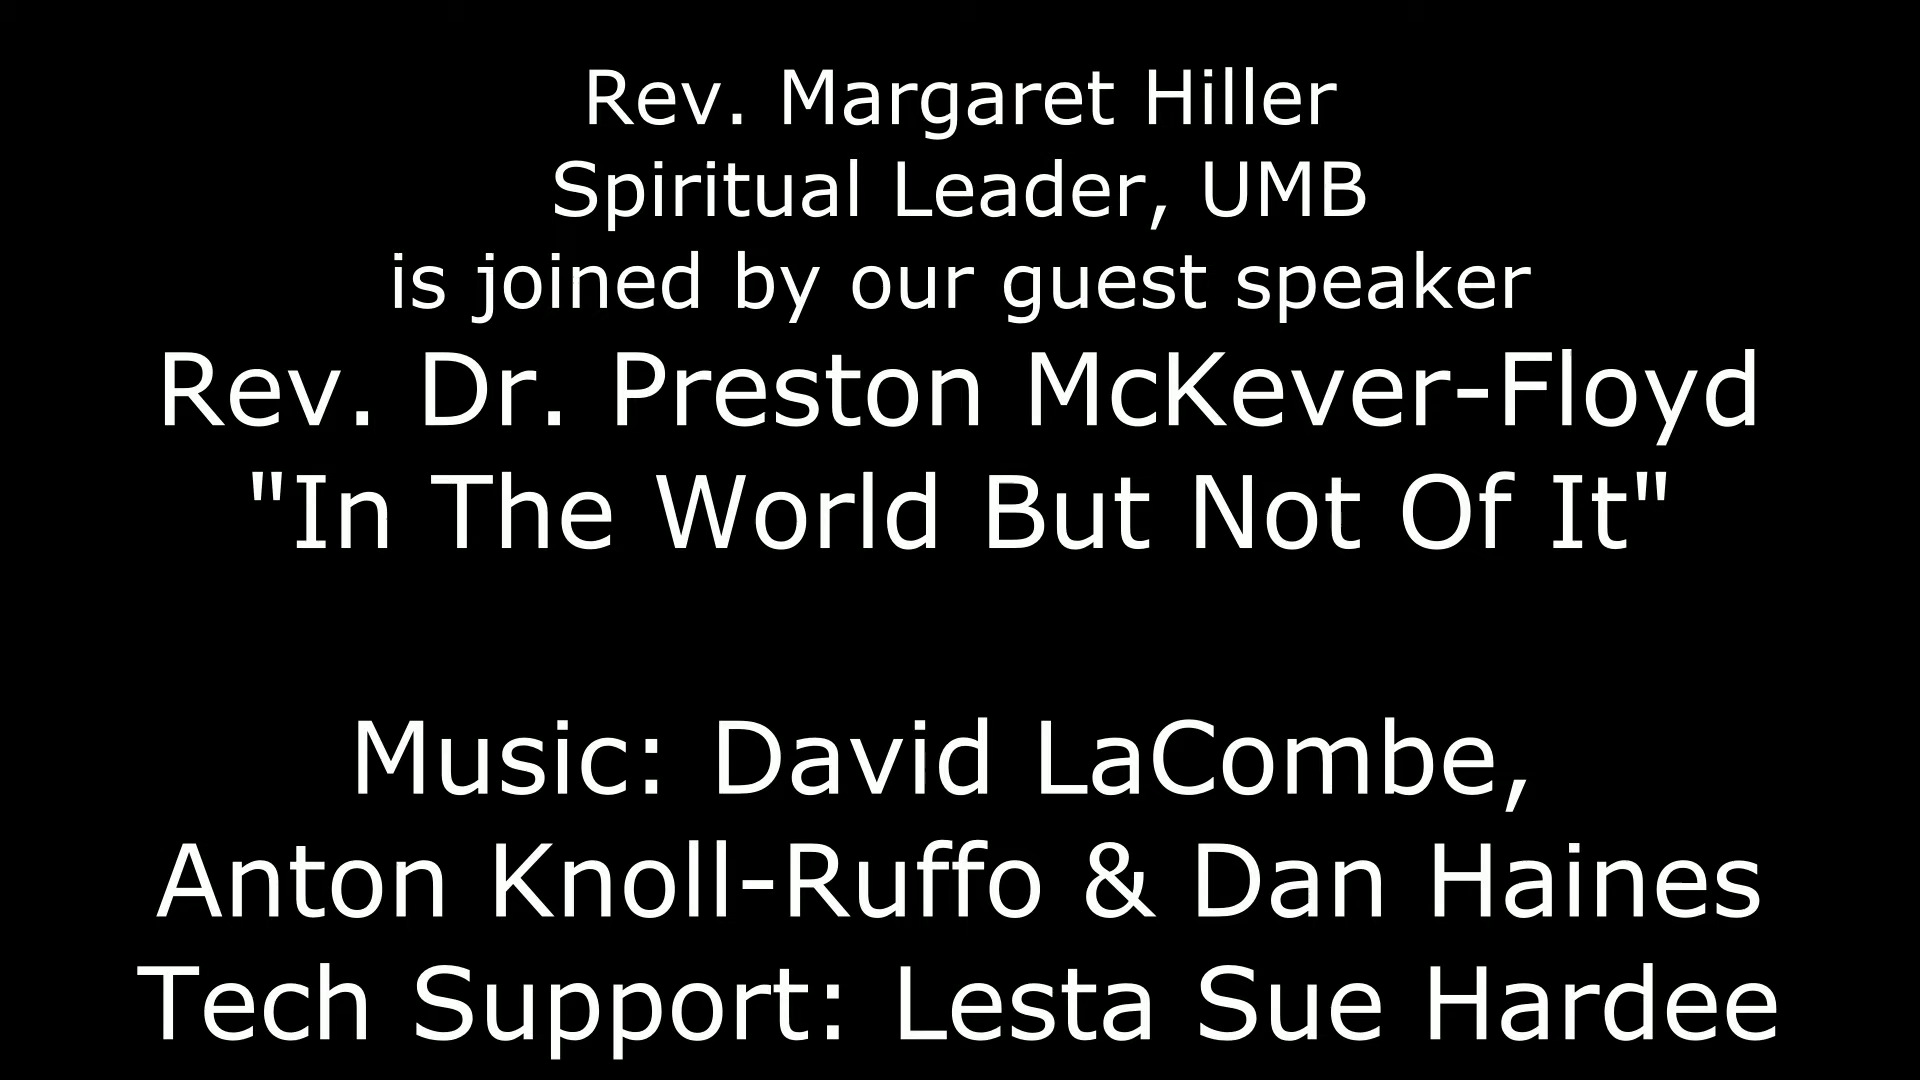 Rev. Margaret Hiller
Spiritual Leader, UMB
is joined by our guest speaker
Rev. Dr. Preston McKever-Floyd
"In The World But Not Of It"
Music: David LaCombe,
Anton Knoll-Ruffo & Dan Haines
Tech Support: Lesta Sue Hardee